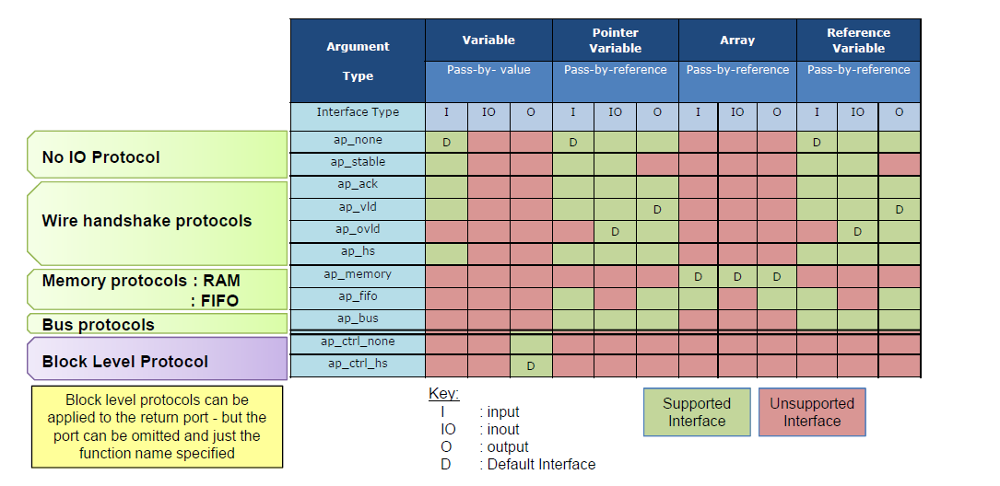 Argument Type
Variable
Pointer Variable
Array
Reference Variable
Pass-by- value
Pass-by-reference
Pass-by-reference
Pass-by-reference
Interface Type I IO O I IO O I IO O I IO O
No IO Protocol
ap_none D D D
ap_stable
Wire handshake protocols
ap_ack
ap_vld D D
ap_ovld D D
ap_hs
Memory protocols : RAM
: FIFO
ap_memory D D D
ap_fifo
Bus protocols
ap_bus
Block Level Protocol
ap_ctrl_none
ap_ctrl_hs D
Block level protocols can be
applied to the return port - but the
port can be omitted and just the
function name specified
Key:
I : input
IO : inout
O : output
D : Default Interface
Supported
Interface
Unsupported
Interface